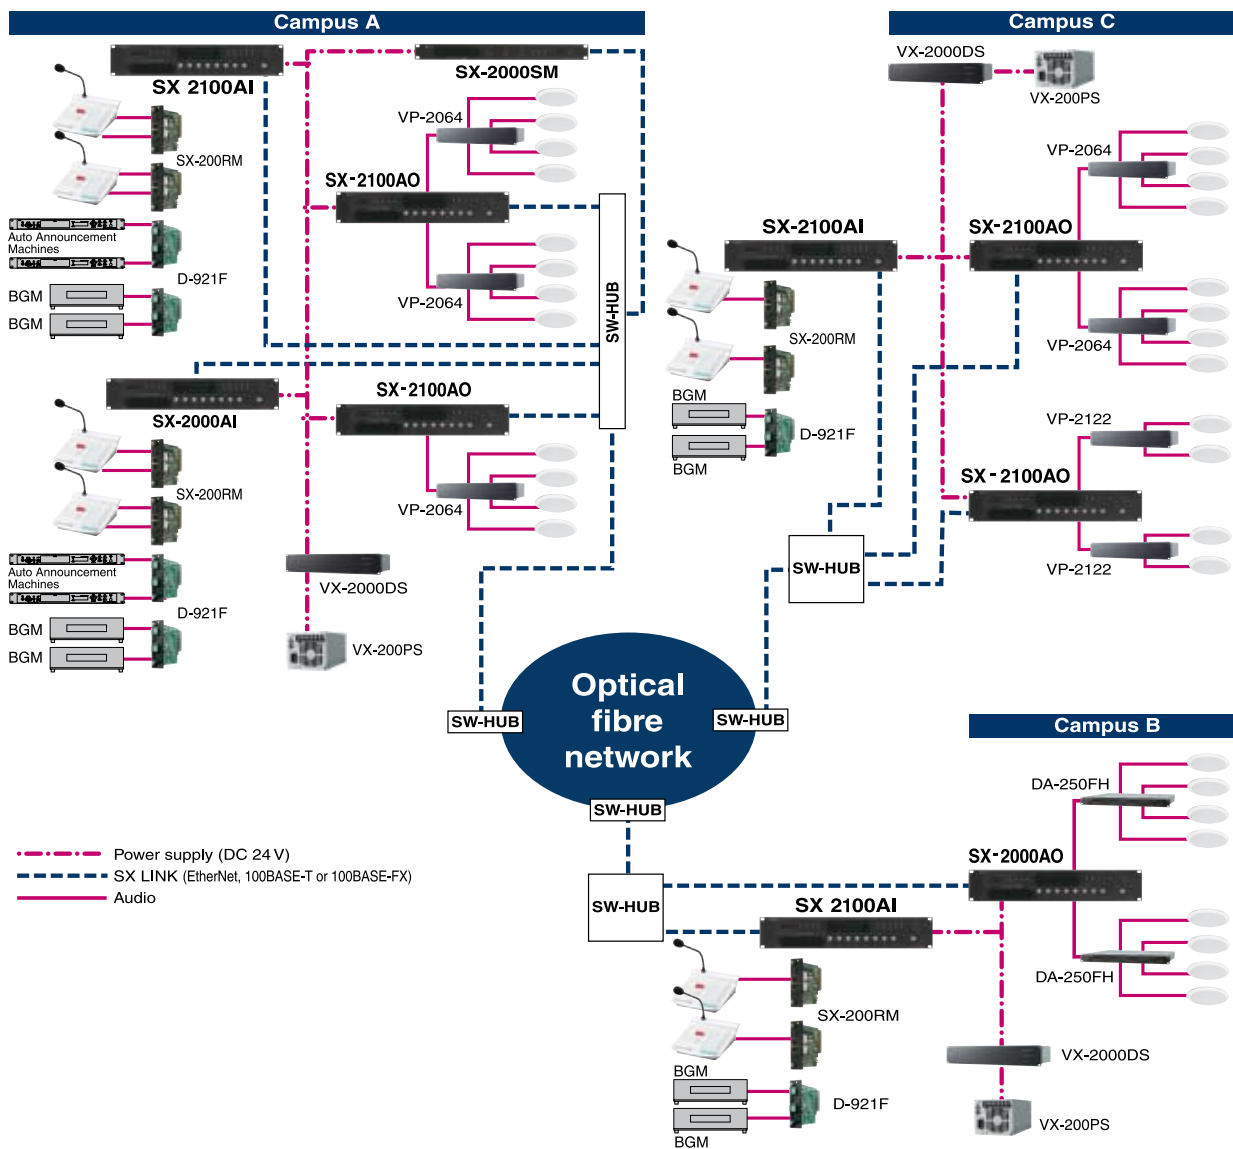 Campus A
SX 2100AI
SX-2000SM
VP-2064
SX-200RM
SX-2100AO
Auto Announcement
Machines
D-921F
BGM
BGM
VP-2064
SW-HUB
SX-2000AI
SX-2100AO
SX-200RM
VP-2064
Auto Announcement
Machines
D-921F
BGM
BGM
VX-2000DS
VX-200PS
Campus C
VX-2000DS
VX-200PS
VP-2064
SX-2100AI
SX-2100AO
SX-200RM
VP-2064
BGM
D-921F
BGM
VP-2122
SX-2100AO
VP-2122
SW-HUB
Optical
fibre
network
SW-HUB
SW-HUB
SW-HUB
Campus B
DA-250FH
SX-2000AO
SW-HUB
SX 2100AI
DA-250FH
SX-200RM
VX-2000DS
BGM
D-921F
BGM
VX-200PS
Power supply (DC 24 V)
SX LINK (EtherNet, 100BASE-T or 100BASE-FX)
Audio